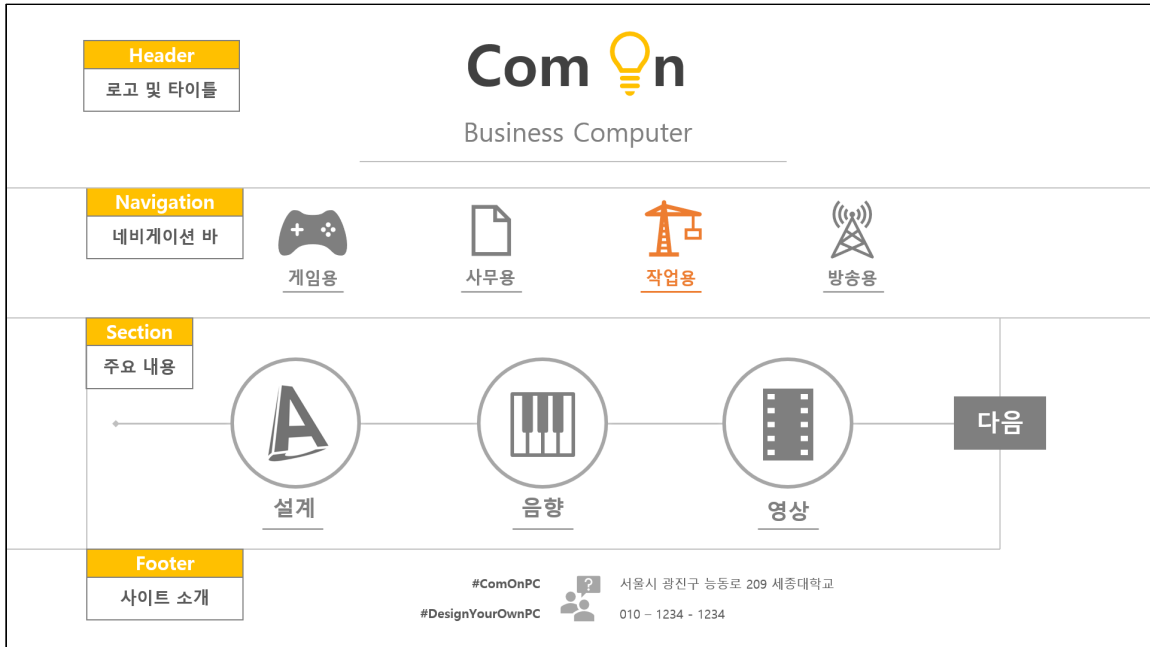 Header
로고 및 타이틀
Com On
Business Computer
Navigation
네비게이션 바
게임용
사무용
작업용
방송용
Section
주요 내용
A
설계
음향
영상
다음
Footer
사이트 소개
#ComOnPC
?
서울시 광진구 능동로 209 세종대학교
#DesignYourOwnPC
010 – 1234 - 1234